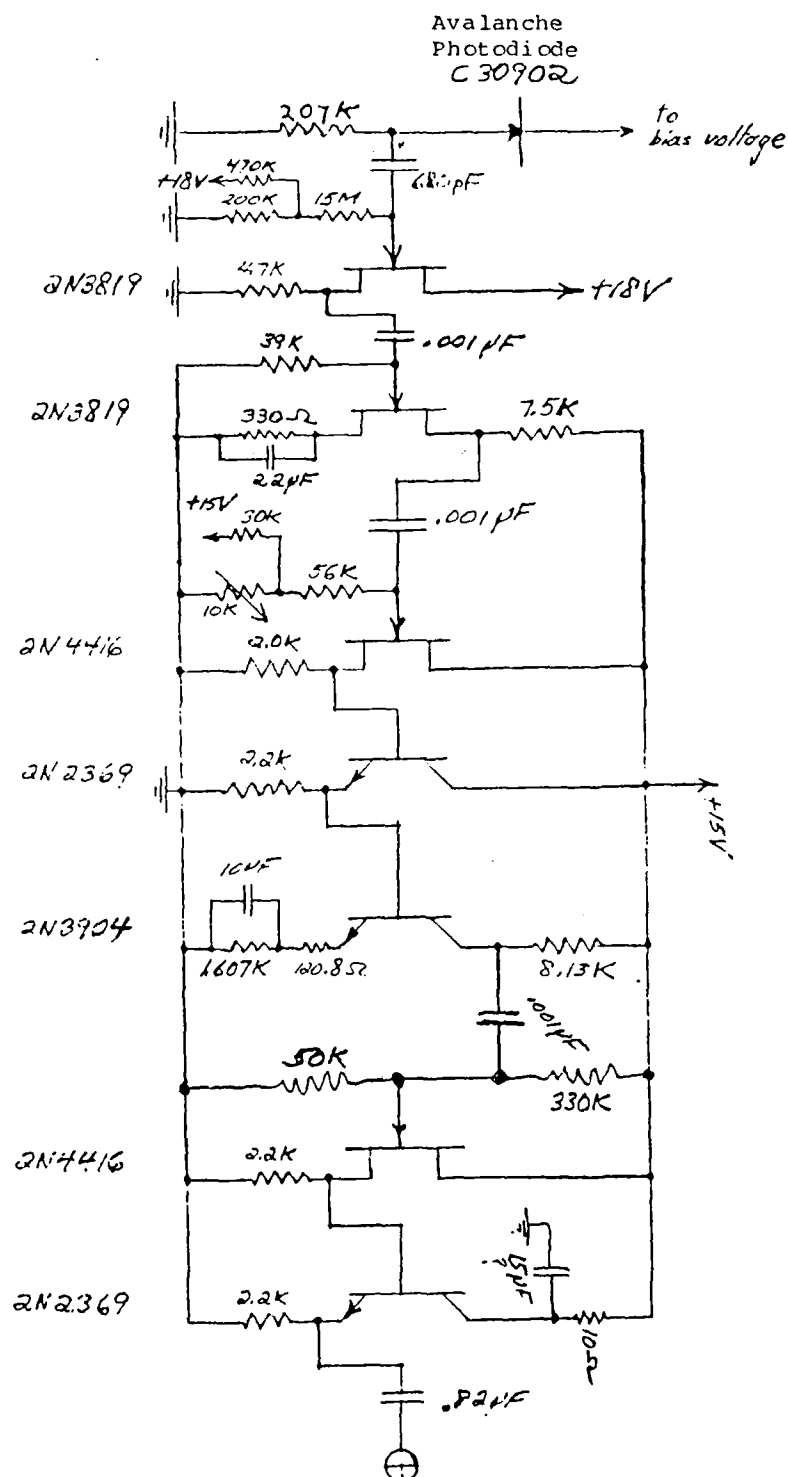 Avalanche
Photodiode
C30902
207K
to
bias voltage
470K
+18V
680pF
200K
15M
2N3819
47K
+18V
.001µF
39K
2N3819
330Ω
7.5K
22µF
+15V
30K
.001µF
56K
10K
2N4416
2.0K
2N2369
2.2K
+15V
10µF
2N3904
1607K
120.8Ω
8.13K
.001µF
50K
330K
2N4416
2.2K
15µF
2N2369
2.2K
10Ω
.82µF